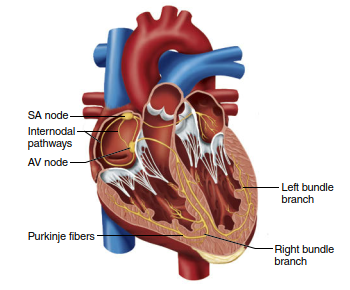 SA node
Internodal
pathways
AV node
Left bundle
branch
Purkinje fibers
Right bundle
branch